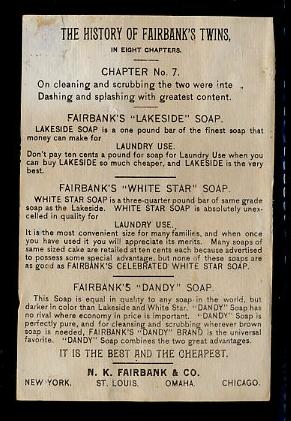 THE HISTORY OF FAIRBANK'S TWINS,
IN EIGHT CHAPTERS.
CHAPTER No. 7.
On cleaning and scrubbing the two were inte
Dashing and splashing with greatest content.
FAIRBANK'S "LAKESIDE" SOAP.
LAKESIDE SOAP is a one pound bar of the finest soap that
money can make for
LAUNDRY USE.
Don't pay ten cents a pound for soap for Laundry Use when you
can buy LAKESIDE so much cheaper, and LAKESIDE is the very
best.
FAIRBANK'S "WHITE STAR" SOAP.
WHITE STAR SOAP is a three-quarter pound bar of same grade
soap as the Lakeside. WHITE STAR SOAP is absolutely unex-
celled in quality for
LAUNDRY USE.
It is the most convenient size for many families, and when once
you have used it you will appreciate its merits. Many soaps of
same sized cake are retailed at ten cents each because advertised
to possess some special advantage, but none of these soaps are
as good as FAIRBANK'S CELEBRATED WHITE STAR SOAP.
FAIRBANK'S "DANDY" SOAP.
This Soap is equal in quality to any soap in the world, but
darker in color than Lakeside and White Star. "DANDY" Soap has
no rival where economy in price is important. "DANDY" Soap is
perfectly pure, and for cleansing and scrubbing wherever brown
soap is needed, FAIRBANK'S "DANDY" BRAND is the universal
favorite. "DANDY" Soap combines the two great advantages.
IT IS THE BEST AND THE CHEAPEST.
N. K. FAIRBANK & CO.
NEW YORK. ST. LOUIS. OMAHA. CHICAGO.